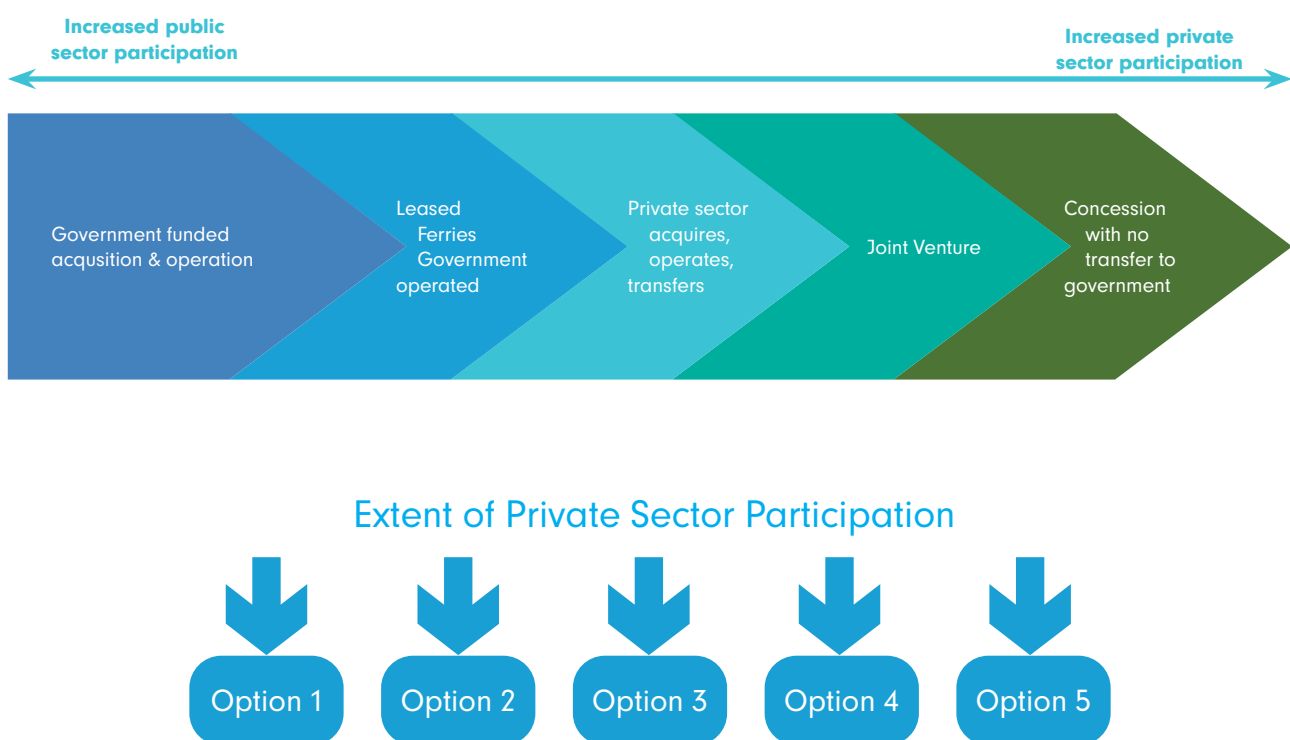 Increased public
sector participation
Increased private
sector participation
Government funded
acqusition & operation
Leased
Ferries
Government
operated
Private sector
acquires,
operates,
transfers
Joint Venture
Concession
with no
transfer to
government
Extent of Private Sector Participation
Option 1
Option 2
Option 3
Option 4
Option 5